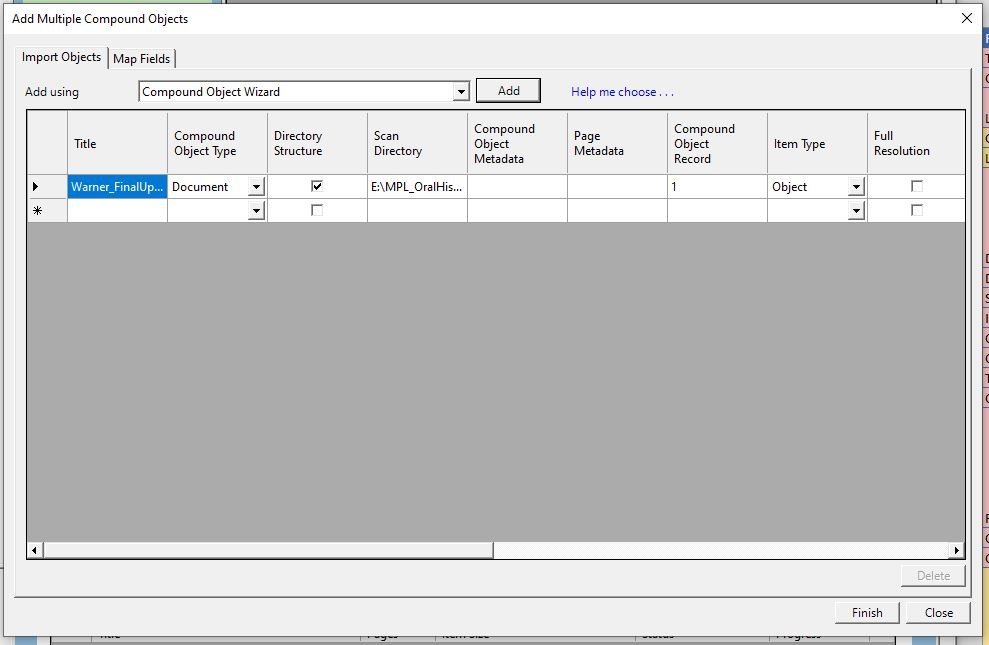 Add Multiple Compound Objects
Import Objects
Map Fields
Add using
Compound Object Wizard
Add
Help me choose . . .
Title
Compound
Object Type
Directory
Structure
Scan
Directory
Compound
Object
Metadata
Page
Metadata
Compound
Object
Record
Item Type
Full
Resolution
Warner_FinalUp...
Document
E:\MPL_OralHis...
1
Object
Delete
Finish
Close